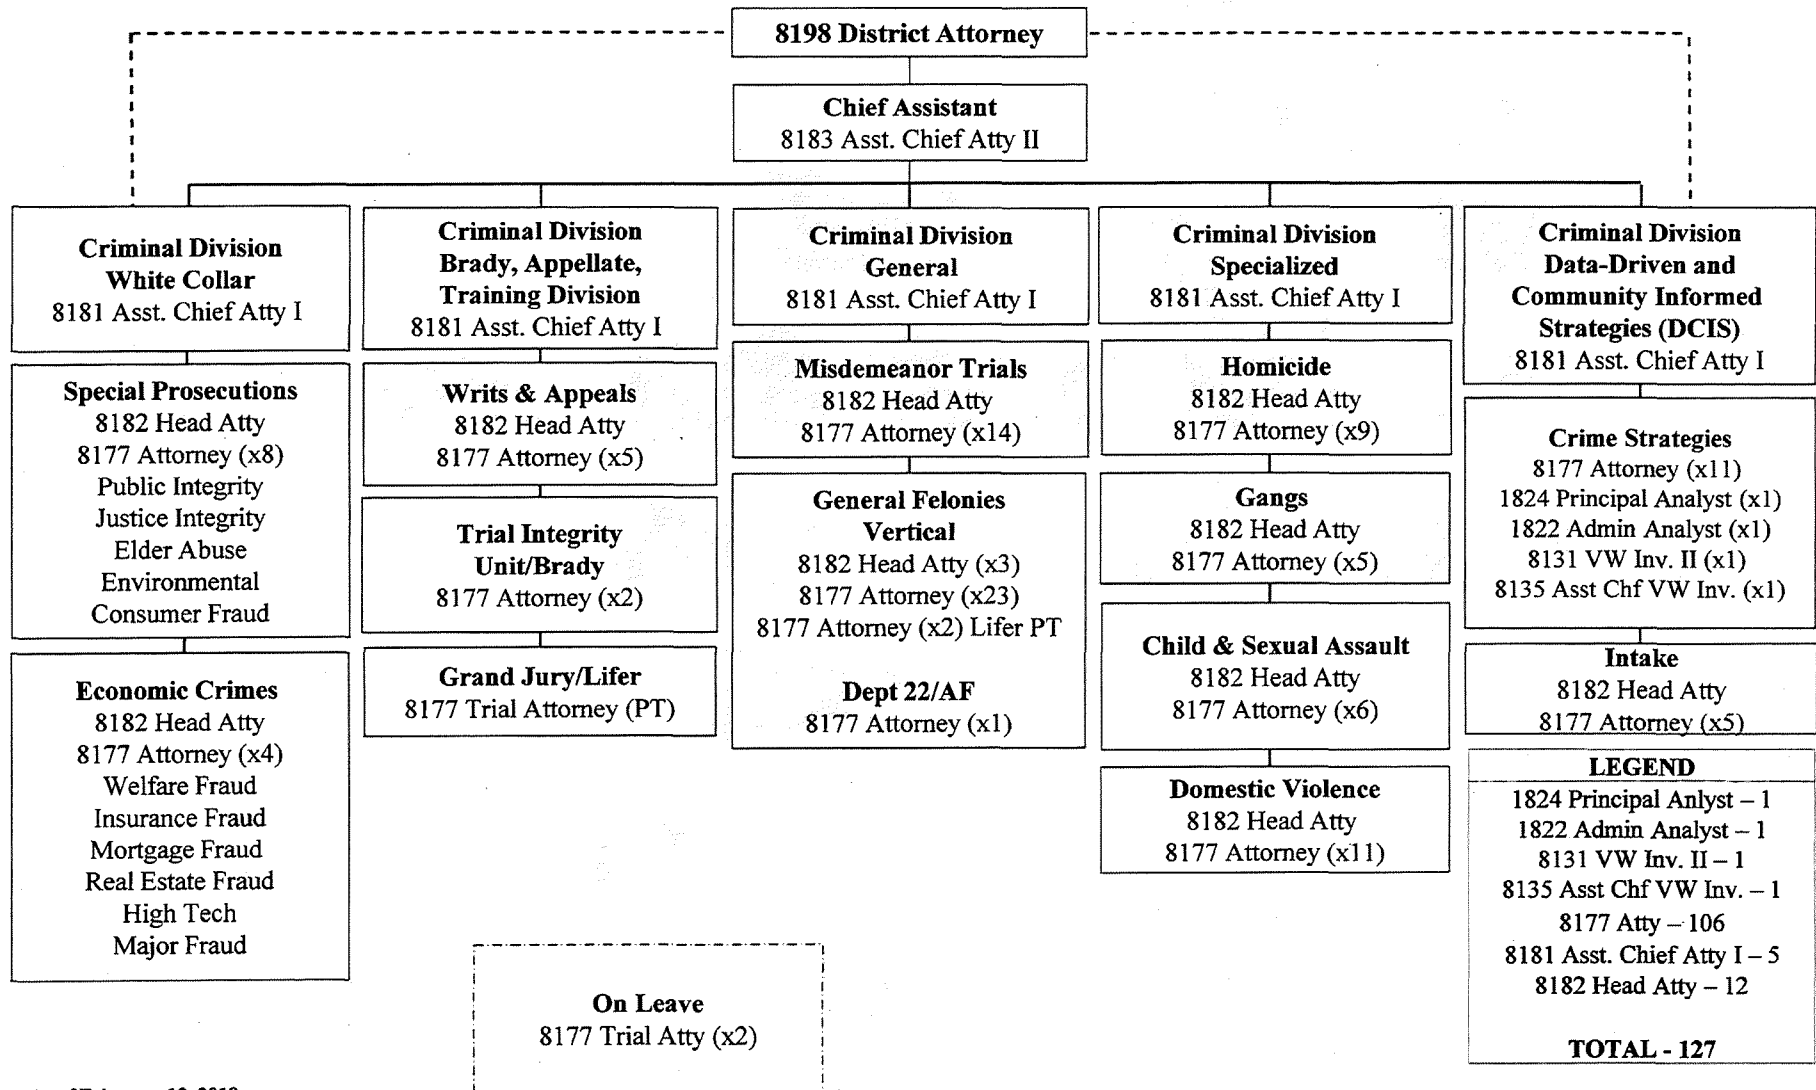 8198 District Attorney
Chief Assistant
8183 Asst. Chief Atty II
Criminal Division
White Collar
8181 Asst. Chief Atty I
Special Prosecutions
8182 Head Atty
8177 Attorney (x8)
Public Integrity
Justice Integrity
Elder Abuse
Environmental
Consumer Fraud
Economic Crimes
8182 Head Atty
8177 Attorney (x4)
Welfare Fraud
Insurance Fraud
Mortgage Fraud
Real Estate Fraud
High Tech
Major Fraud
Criminal Division
Brady, Appellate,
Training Division
8181 Asst. Chief Atty I
Writs & Appeals
8182 Head Atty
8177 Attorney (x5)
Trial Integrity
Unit/Brady
8177 Attorney (x2)
Grand Jury/Lifer
8177 Trial Attorney (PT)
Criminal Division
General
8181 Asst. Chief Atty I
Misdemeanor Trials
8182 Head Atty
8177 Attorney (x14)
General Felonies
Vertical
8182 Head Atty (x3)
8177 Attorney (x23)
8177 Attorney (x2) Lifer PT
Dept 22/AF
8177 Attorney (x1)
Criminal Division
Specialized
8181 Asst. Chief Atty I
Homicide
8182 Head Atty
8177 Attorney (x9)
Gangs
8182 Head Atty
8177 Attorney (x5)
Child & Sexual Assault
8182 Head Atty
8177 Attorney (x6)
Domestic Violence
8182 Head Atty
8177 Attorney (x11)
Criminal Division
Data-Driven and
Community Informed
Strategies (DCIS)
8181 Asst. Chief Atty I
Crime Strategies
8177 Attorney (x11)
1824 Principal Analyst (x1)
1822 Admin Analyst (x1)
8131 VW Inv. II (x1)
8135 Asst Chf VW Inv. (x1)
Intake
8182 Head Atty
8177 Attorney (x5)
LEGEND
1824 Principal Anlyst – 1
1822 Admin Analyst – 1
8131 VW Inv. II – 1
8135 Asst Chf VW Inv. – 1
8177 Atty – 106
8181 Asst. Chief Atty I – 5
8182 Head Atty – 12
TOTAL - 127
On Leave
8177 Trial Atty (x2)